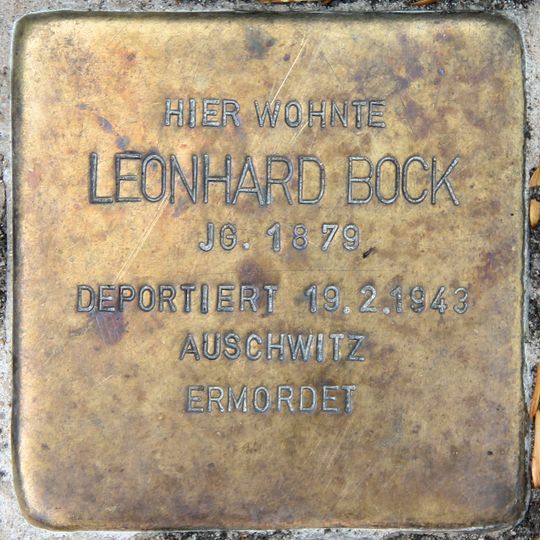 HIER WOHNTE
LEONHARD BOCK
JG. 1879
DEPORTIERT 19.2.1943
AUSCHWITZ
ERMORDET